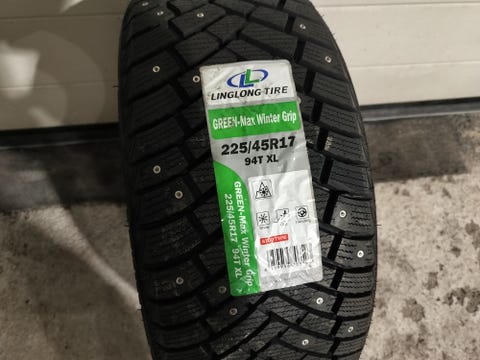 LINGLONG TIRE
GREEN-Max Winter Grip
225/45R17
94T XL
GREEN-Max Winter Grip
225/45R17 94T XL